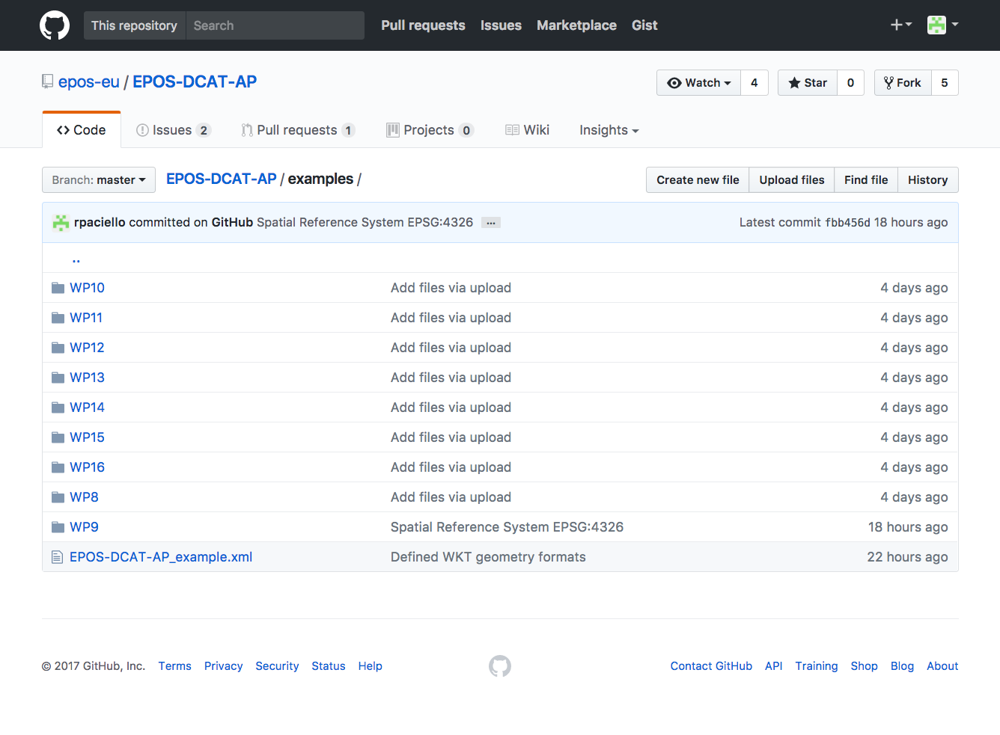 This repository Search Pull requests Issues Marketplace Gist
epos-eu / EPOS-DCAT-AP Watch 4 Star 0 Fork 5
Code Issues 2 Pull requests 1 Projects 0 Wiki Insights
Branch: master EPOS-DCAT-AP / examples / Create new file Upload files Find file History
rpaciello committed on GitHub Spatial Reference System EPSG:4326 ... Latest commit fbb456d 18 hours ago
..
WP10 Add files via upload 4 days ago
WP11 Add files via upload 4 days ago
WP12 Add files via upload 4 days ago
WP13 Add files via upload 4 days ago
WP14 Add files via upload 4 days ago
WP15 Add files via upload 4 days ago
WP16 Add files via upload 4 days ago
WP8 Add files via upload 4 days ago
WP9 Spatial Reference System EPSG:4326 18 hours ago
EPOS-DCAT-AP_example.xml Defined WKT geometry formats 22 hours ago
© 2017 GitHub, Inc. Terms Privacy Security Status Help Contact GitHub API Training Shop Blog About